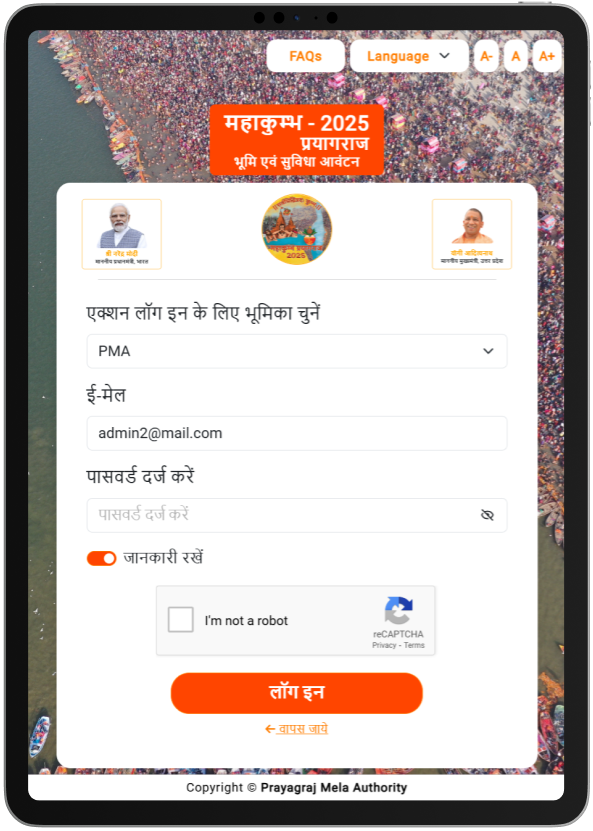 FAQs
Language
A-
A
A+
महाकुम्भ - 2025
प्रयागराज
भूमि एवं सुविधा आवंटन
श्री नरेंद्र मोदी
माननीय प्रधानमंत्री, भारत
2025
योगी आदित्यनाथ
माननीय मुख्यमंत्री, उत्तर प्रदेश
एक्शन लॉग इन के लिए भूमिका चुनें
PMA
ई-मेल
admin2@mail.com
पासवर्ड दर्ज करें
पासवर्ड दर्ज करें
जानकारी रखें
I'm not a robot
reCAPTCHA
Privacy - Terms
लॉग इन
वापस जाये
Copyright © Prayagraj Mela Authority